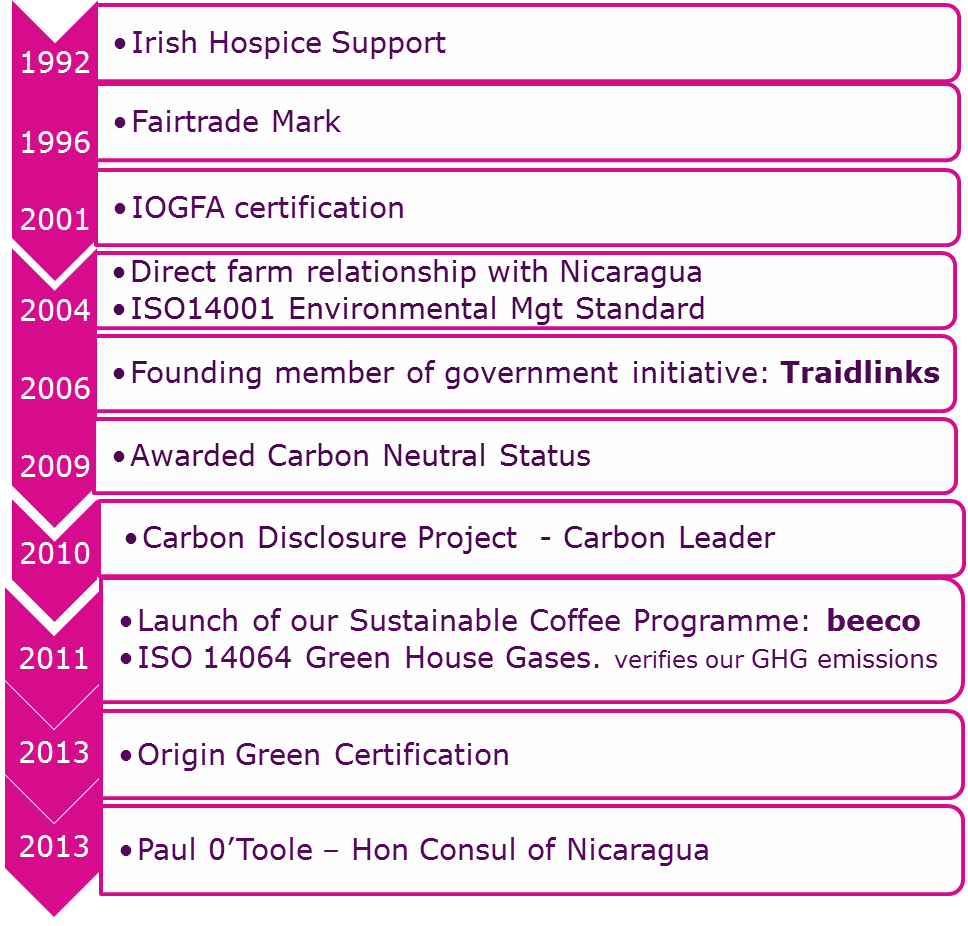 1992
•Irish Hospice Support
1996
•Fairtrade Mark
2001
•IOGFA certification
2004
•Direct farm relationship with Nicaragua
•ISO14001 Environmental Mgt Standard
2006
•Founding member of government initiative: Traidlinks
2009
•Awarded Carbon Neutral Status
2010
•Carbon Disclosure Project - Carbon Leader
2011
•Launch of our Sustainable Coffee Programme: beeco
•ISO 14064 Green House Gases. verifies our GHG emissions
2013
•Origin Green Certification
2013
•Paul 0’Toole – Hon Consul of Nicaragua